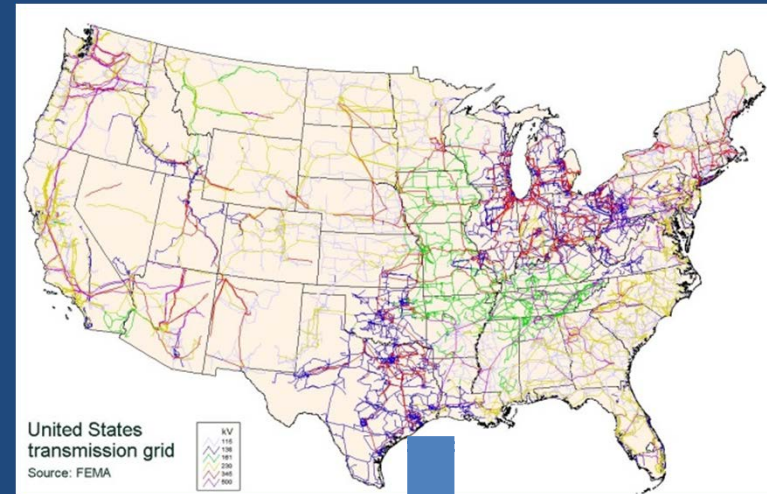 United States
transmission grid
Source: FEMA
kV
115
138
161
230
345
500